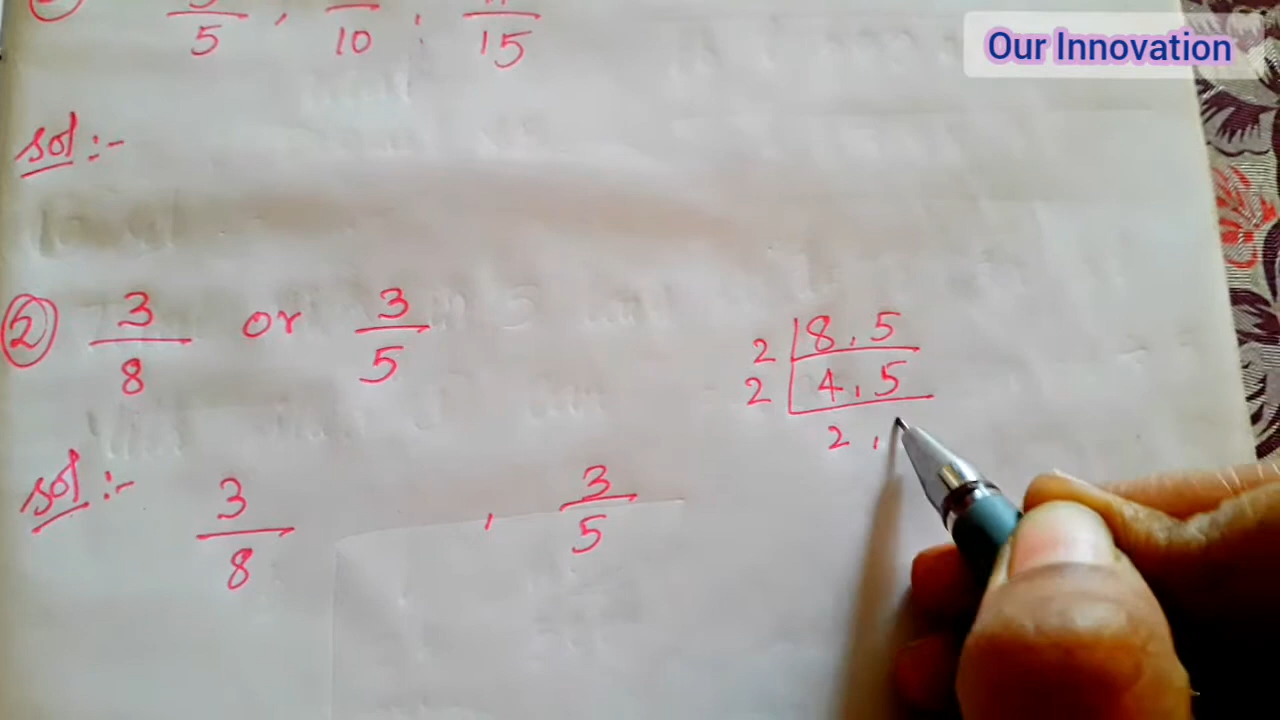 5 , 10 , 15
Our Innovation
Sol :-
② 3/8 or 3/5
2 | 8 , 5
2 | 4 , 5
2 ,
Sol :- 3/8 , 3/5